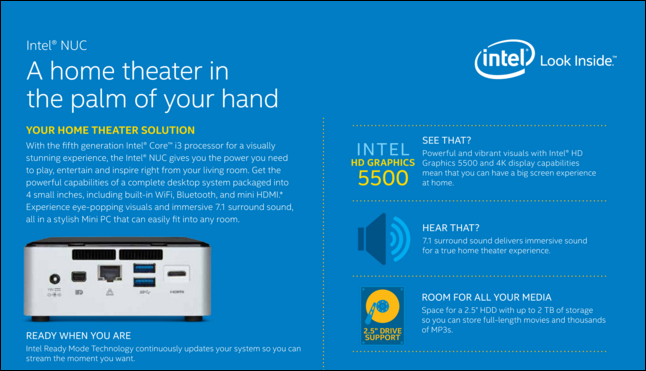 Intel® NUC
A home theater in
the palm of your hand
intel Look Inside.™
YOUR HOME THEATER SOLUTION
With the fifth generation Intel® Core™ i3 processor for a visually
stunning experience, the Intel® NUC gives you the power you need
to play, entertain and inspire right from your living room. Get the
powerful capabilities of a complete desktop system packaged into
4 small inches, including built-in WiFi, Bluetooth, and mini HDMI.*
Experience eye-popping visuals and immersive 7.1 surround sound,
all in a stylish Mini PC that can easily fit into any room.
READY WHEN YOU ARE
Intel Ready Mode Technology continuously updates your system so you can
stream the moment you want.
INTEL
HD GRAPHICS
5500
SEE THAT?
Powerful and vibrant visuals with Intel® HD
Graphics 5500 and 4K display capabilities
mean that you can have a big screen experience
at home.
HEAR THAT?
7.1 surround sound delivers immersive sound
for a true home theater experience.
2.5" DRIVE
SUPPORT
ROOM FOR ALL YOUR MEDIA
Space for a 2.5" HDD with up to 2 TB of storage
so you can store full-length movies and thousands
of MP3s.